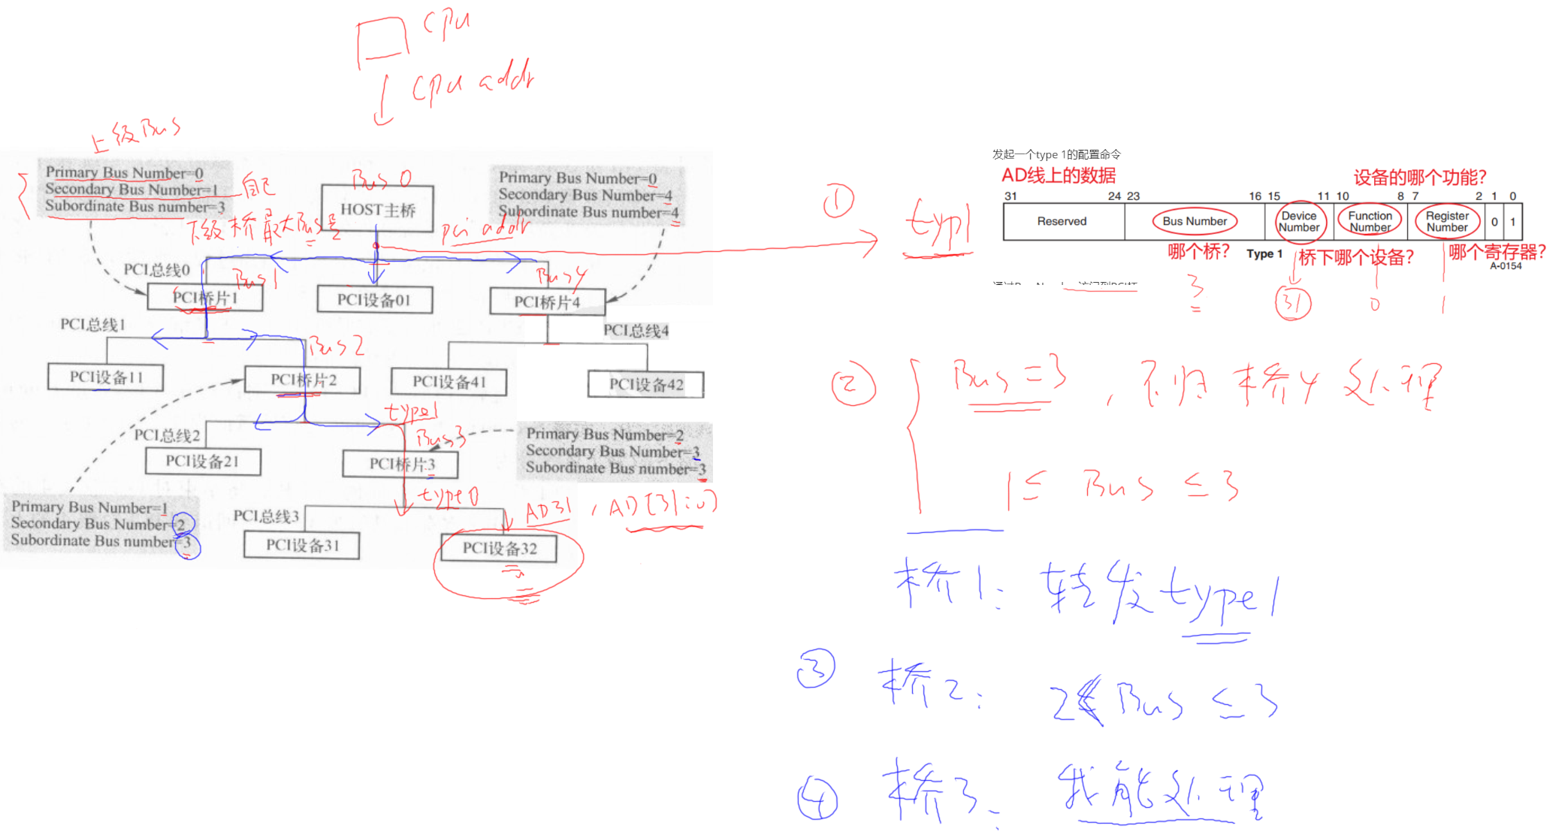 CPU
CPU addr
上级Bus
Primary Bus Number=0
Secondary Bus Number=1
Subordinate Bus number=3
自己
下级桥最大Bus号
Bus 0
HOST主桥
Primary Bus Number=0
Secondary Bus Number=4
Subordinate Bus number=4
pci addr
PCI总线0
Bus1
PCI桥片1
PCI设备01
Bus4
PCI桥片4
PCI总线1
PCI总线4
Bus2
PCI设备11
PCI桥片2
PCI设备41
PCI设备42
type1
PCI总线2
Bus3
PCI设备21
PCI桥片3
Primary Bus Number=2
Secondary Bus Number=3
Subordinate Bus number=3
Primary Bus Number=1
Secondary Bus Number=2
Subordinate Bus number=3
type0
PCI总线3
AD31, AD[31:0]
PCI设备31
PCI设备32
① typ1
发起一个type 1的配置命令
AD线上的数据
设备的哪个功能?
31 24 23 16 15 11 10 8 7 2 1 0
Reserved
Bus Number
Device Number
Function Number
Register Number
0 1
哪个桥?
Type 1
桥下哪个设备?
哪个寄存器?
A-0154
3 31 0 1
② Bus=3, 不归桥4处理
1≤ Bus ≤3
桥1: 转发type1
③ 桥2: 2≤Bus≤3
④ 桥3: 我能处理